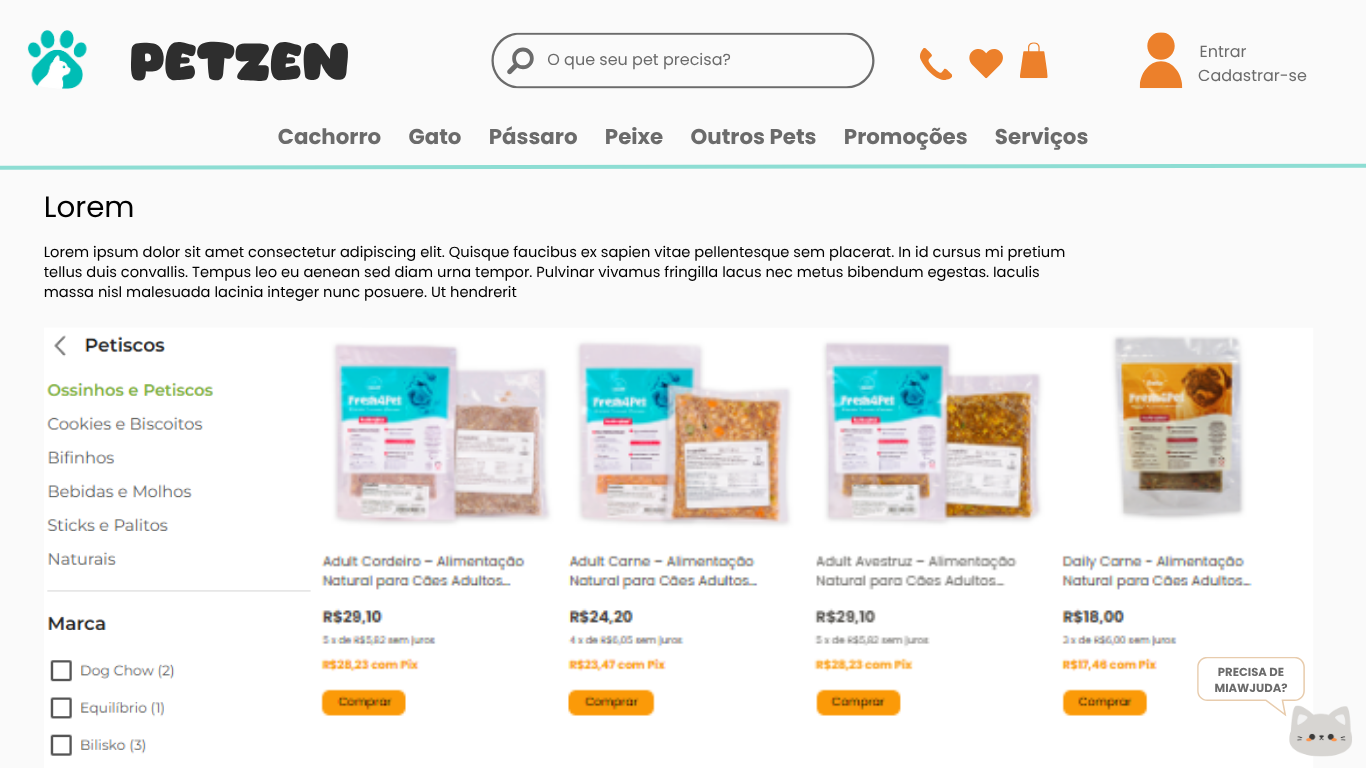 PETZEN
O que seu pet precisa?
Entrar
Cadastrar-se
Cachorro Gato Pássaro Peixe Outros Pets Promoções Serviços
Lorem
Lorem ipsum dolor sit amet consectetur adipiscing elit. Quisque faucibus ex sapien vitae pellentesque sem placerat. In id cursus mi pretium
tellus duis convallis. Tempus leo eu aenean sed diam urna tempor. Pulvinar vivamus fringilla lacus nec metus bibendum egestas. Iaculis
massa nisl malesuada lacinia integer nunc posuere. Ut hendrerit
Petiscos
Ossinhos e Petiscos
Cookies e Biscoitos
Bifinhos
Bebidas e Molhos
Sticks e Palitos
Naturais
Marca
Dog Chow (2)
Equilíbrio (1)
Bilisko (3)
Fresh4Pet
Fresh4Pet
Fresh4Pet
Fresh4Pet
Adult Cordeiro – Alimentação
Natural para Cães Adultos...
R$29,10
5 x de R$5,82 sem juros
R$28,23 com Pix
Comprar
Adult Carne – Alimentação
Natural para Cães Adultos...
R$24,20
4 x de R$6,05 sem juros
R$23,47 com Pix
Comprar
Adult Avestruz – Alimentação
Natural para Cães Adultos...
R$29,10
5 x de R$5,82 sem juros
R$28,23 com Pix
Comprar
Daily Carne - Alimentação
Natural para Cães Adultos...
R$18,00
3 x de R$6,00 sem juros
R$17,46 com Pix
Comprar
PRECISA DE
MIAWJUDA?